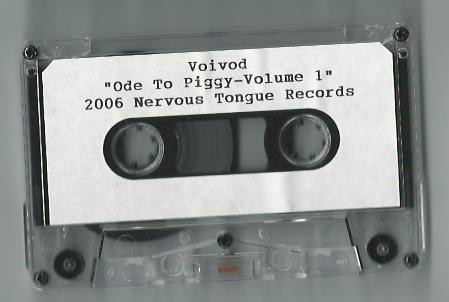 Voivod
"Ode To Piggy-Volume 1"
2006 Nervous Tongue Records